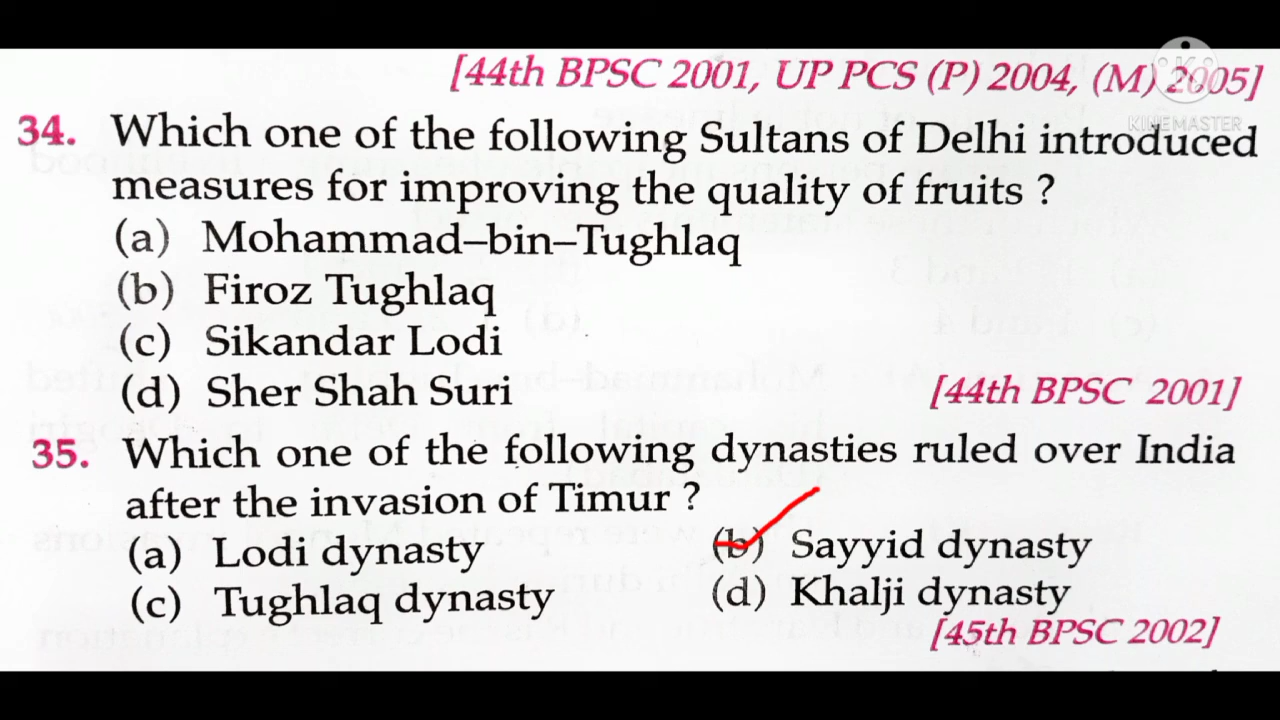 [44th BPSC 2001, UP PCS (P) 2004, (M) 2005]
KINEMASTER
34. Which one of the following Sultans of Delhi introduced
measures for improving the quality of fruits ?
(a) Mohammad–bin–Tughlaq
(b) Firoz Tughlaq
(c) Sikandar Lodi
(d) Sher Shah Suri [44th BPSC 2001]
35. Which one of the following dynasties ruled over India
after the invasion of Timur ?
(a) Lodi dynasty (b) Sayyid dynasty
(c) Tughlaq dynasty (d) Khalji dynasty
[45th BPSC 2002]